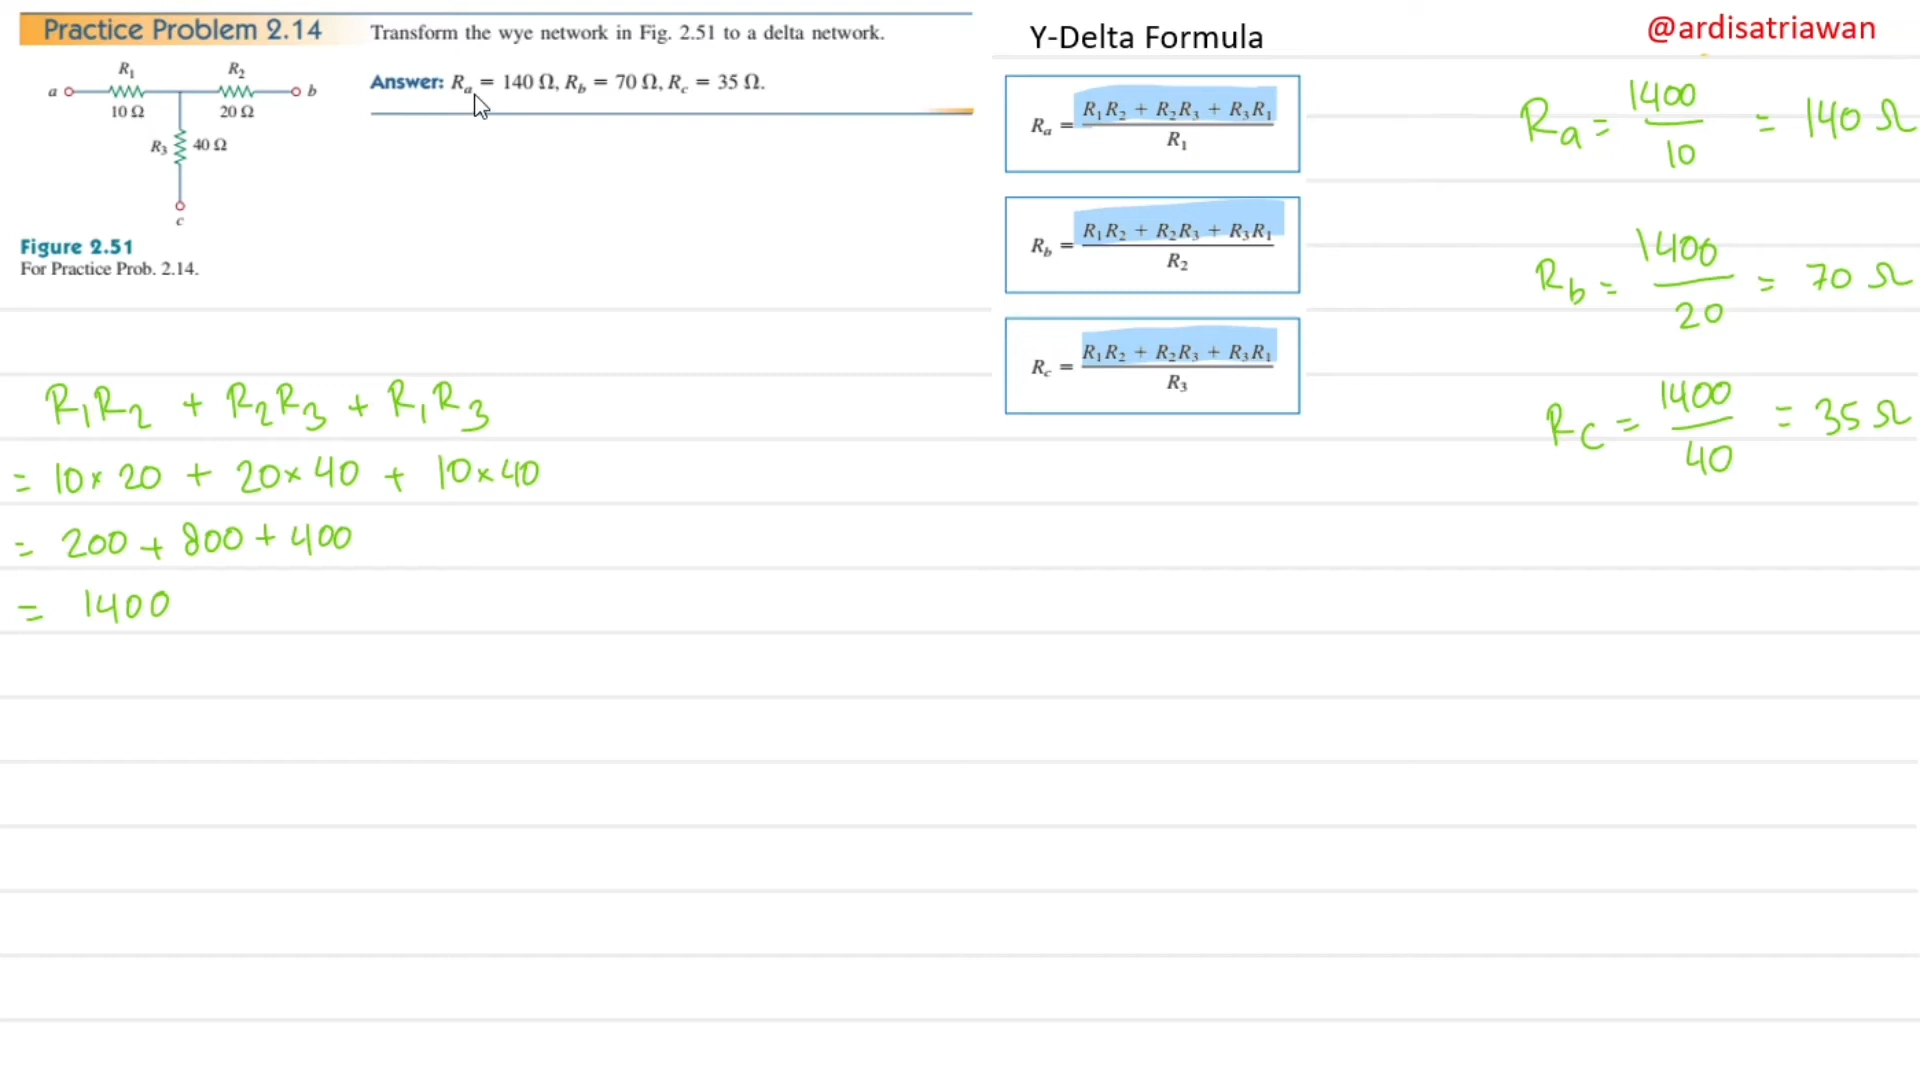 Practice Problem 2.14
Transform the wye network in Fig. 2.51 to a delta network.
Answer: Ra = 140 Ω, Rb = 70 Ω, Rc = 35 Ω.
R1
R2
a
b
10 Ω
20 Ω
R3
40 Ω
c
Figure 2.51
For Practice Prob. 2.14.
R1R2 + R2R3 + R1R3
= 10 × 20 + 20 × 40 + 10 × 40
= 200 + 800 + 400
= 1400
Y-Delta Formula
Ra = R1R2 + R2R3 + R3R1 / R1
Rb = R1R2 + R2R3 + R3R1 / R2
Rc = R1R2 + R2R3 + R3R1 / R3
@ardisatriawan
Ra = 1400 / 10 = 140 Ω
Rb = 1400 / 20 = 70 Ω
Rc = 1400 / 40 = 35 Ω